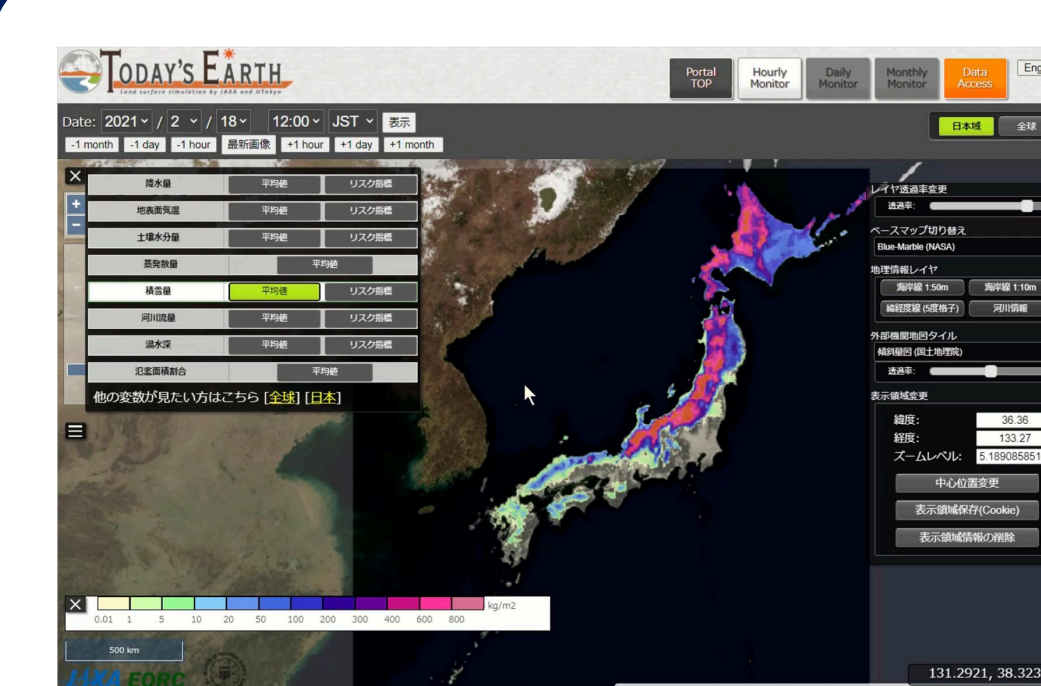 TODAY'S EARTH
Land surface simulation by JAXA and UTokyo
Portal TOP
Hourly Monitor
Daily Monitor
Monthly Monitor
Data Access
Eng
Date: 2021 / 2 / 18 12:00 JST 表示
-1 month -1 day -1 hour 最新画像 +1 hour +1 day +1 month
日本域 全球
降水量 平均値 リスク指標
地表面気温 平均値 リスク指標
土壌水分量 平均値 リスク指標
蒸発散量 平均値
積雪量 平均値 リスク指標
河川流量 平均値 リスク指標
湛水深 平均値 リスク指標
氾濫面積割合 平均値
他の変数が見たい方はこちら [全球] [日本]
レイヤ透過率変更
透過率:
ベースマップ切り替え
Blue-Marble (NASA)
地理情報レイヤ
海岸線 1:50m 海岸線 1:10m
緯経度線 (5度格子) 河川情報
外部機関地図タイル
傾斜量図 (国土地理院)
透過率:
表示領域変更
緯度: 36.36
経度: 133.27
ズームレベル: 5.189085851
中心位置変更
表示領域保存(Cookie)
表示領域情報の削除
kg/m2
0.01 1 5 10 20 50 100 200 300 400 600 800
500 km
JAXA EORC
131.2921, 38.323